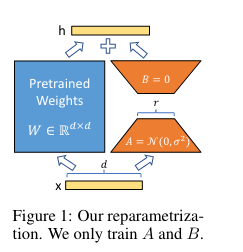 h
Pretrained
Weights
W ∈ ℝ^{d×d}
B = 0
r
A = 𝒩(0, σ²)
d
x
Figure 1: Our reparametriza-
tion. We only train A and B.